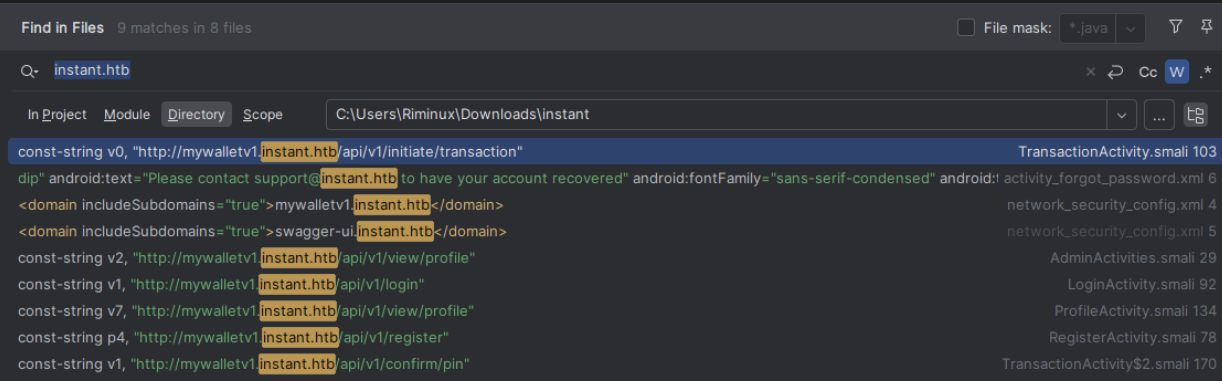 Find in Files 9 matches in 8 files File mask: *.java
instant.htb Cc W .*
In Project Module Directory Scope C:\Users\Riminux\Downloads\instant ...
const-string v0, "http://mywalletv1.instant.htb/api/v1/initiate/transaction" TransactionActivity.smali 103
dip" android:text="Please contact support@instant.htb to have your account recovered" android:fontFamily="sans-serif-condensed" android: activity_forgot_password.xml 6
<domain includeSubdomains="true">mywalletv1.instant.htb</domain> network_security_config.xml 4
<domain includeSubdomains="true">swagger-ui.instant.htb</domain> network_security_config.xml 5
const-string v2, "http://mywalletv1.instant.htb/api/v1/view/profile" AdminActivities.smali 29
const-string v1, "http://mywalletv1.instant.htb/api/v1/login" LoginActivity.smali 92
const-string v7, "http://mywalletv1.instant.htb/api/v1/view/profile" ProfileActivity.smali 134
const-string p4, "http://mywalletv1.instant.htb/api/v1/register" RegisterActivity.smali 78
const-string v1, "http://mywalletv1.instant.htb/api/v1/confirm/pin" TransactionActivity$2.smali 170